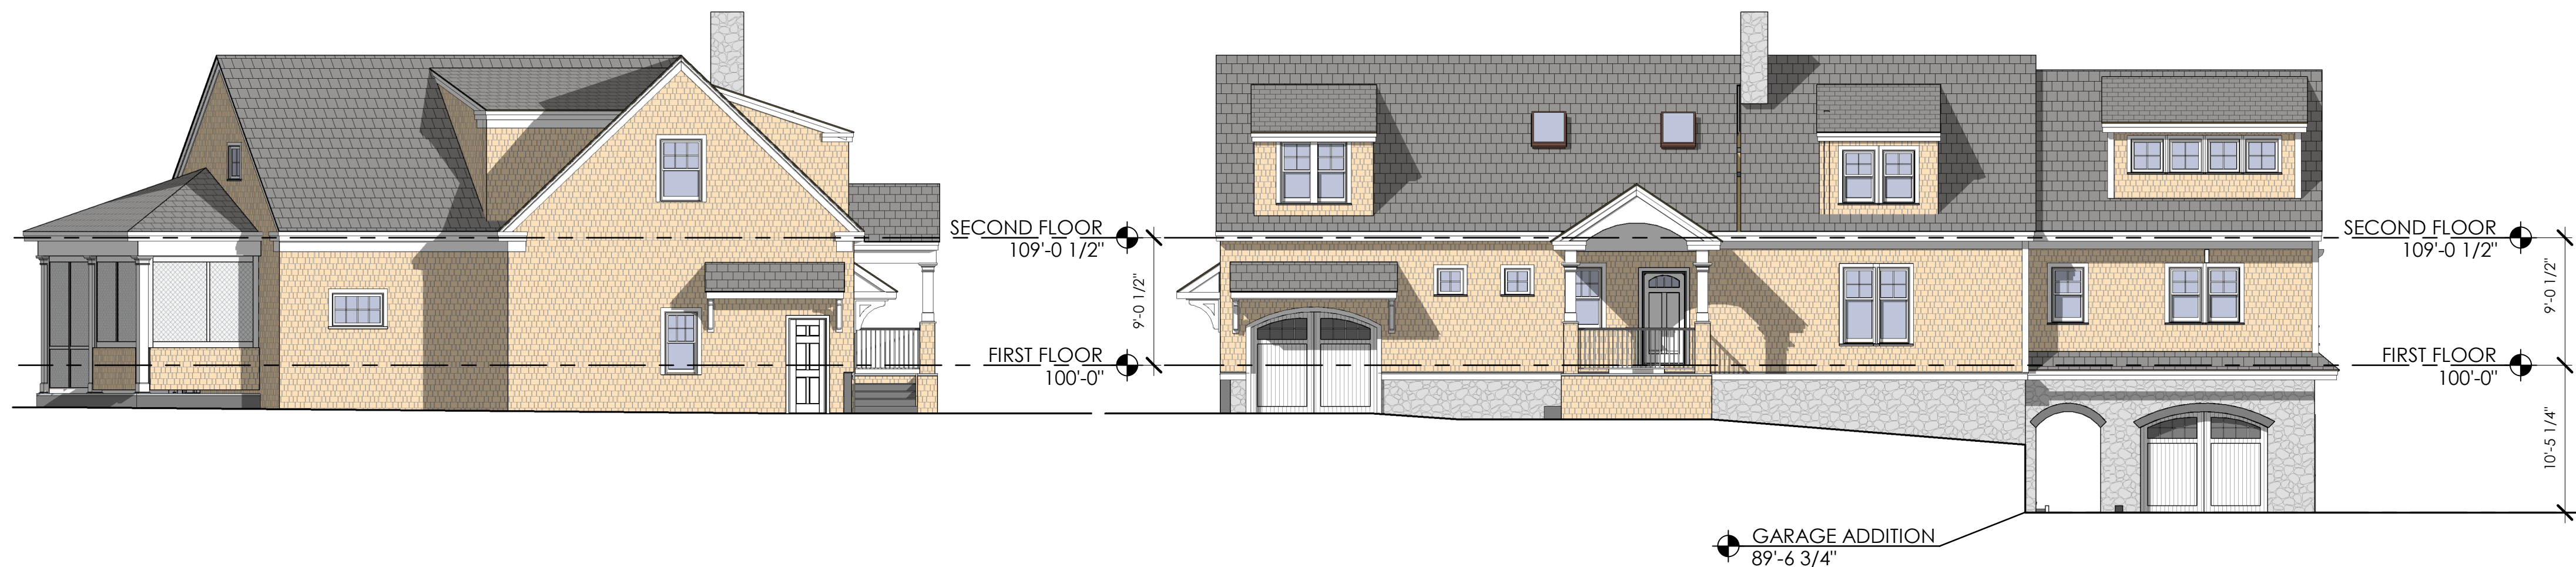 SECOND FLOOR
109'-0 1/2"
9'-0 1/2"
FIRST FLOOR
100'-0"
SECOND FLOOR
109'-0 1/2"
9'-0 1/2"
FIRST FLOOR
100'-0"
10'-5 1/4"
GARAGE ADDITION
89'-6 3/4"